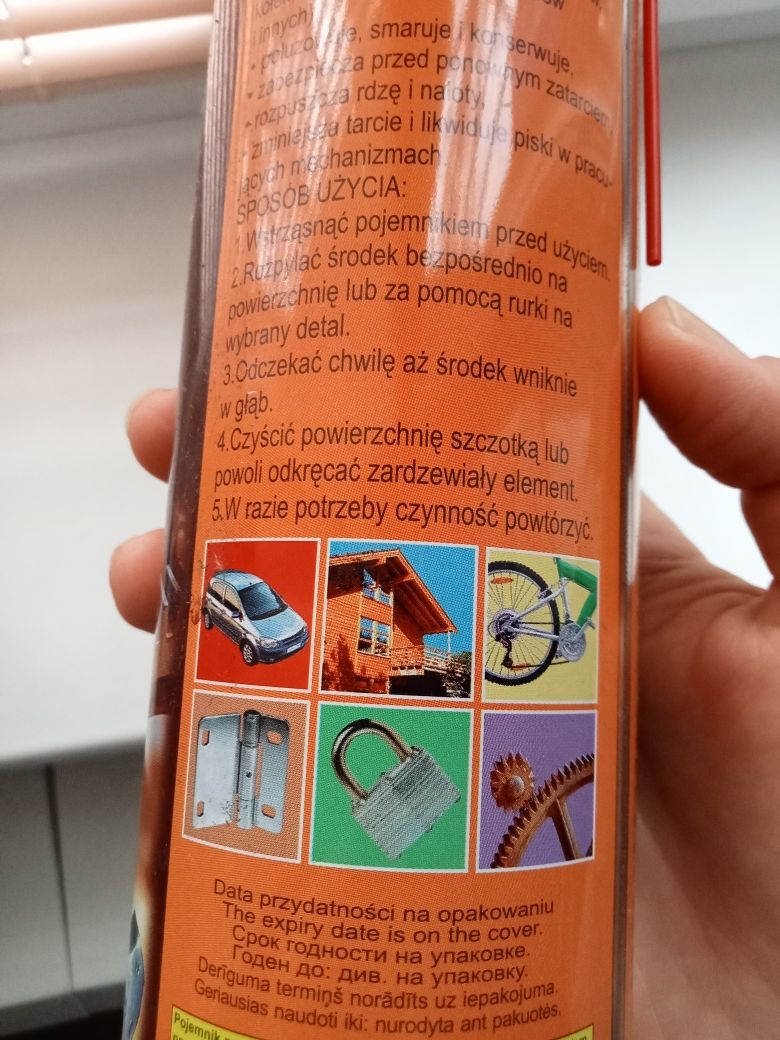 i innych)
• poluzowuje, smaruje i konserwuje,
• zabezpiecza przed ponownym zatarciem,
• rozpuszcza rdzę i naloty,
• zmniejsza tarcie i likwiduje piski w pracu-
jących mechanizmach.
SPOSÓB UŻYCIA:
1.Wstrząsnąć pojemnikiem przed użyciem.
2.Rozpylać środek bezpośrednio na
powierzchnię lub za pomocą rurki na
wybrany detal.
3.Odczekać chwilę aż środek wniknie
w głąb.
4.Czyścić powierzchnię szczotką lub
powoli odkręcać zardzewiały element.
5.W razie potrzeby czynność powtórzyć.
Data przydatności na opakowaniu
The expiry date is on the cover.
Срок годности на упаковке.
Годен до: див. на упаковку.
Derīguma termiņš norādīts uz iepakojuma.
Geriausias naudoti iki: nurodyta ant pakuotės.
Pojemnik